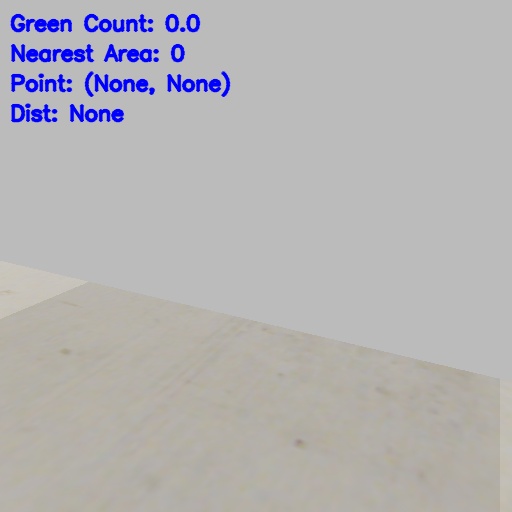 Green Count: 0.0
Nearest Area: 0
Point: (None, None)
Dist: None